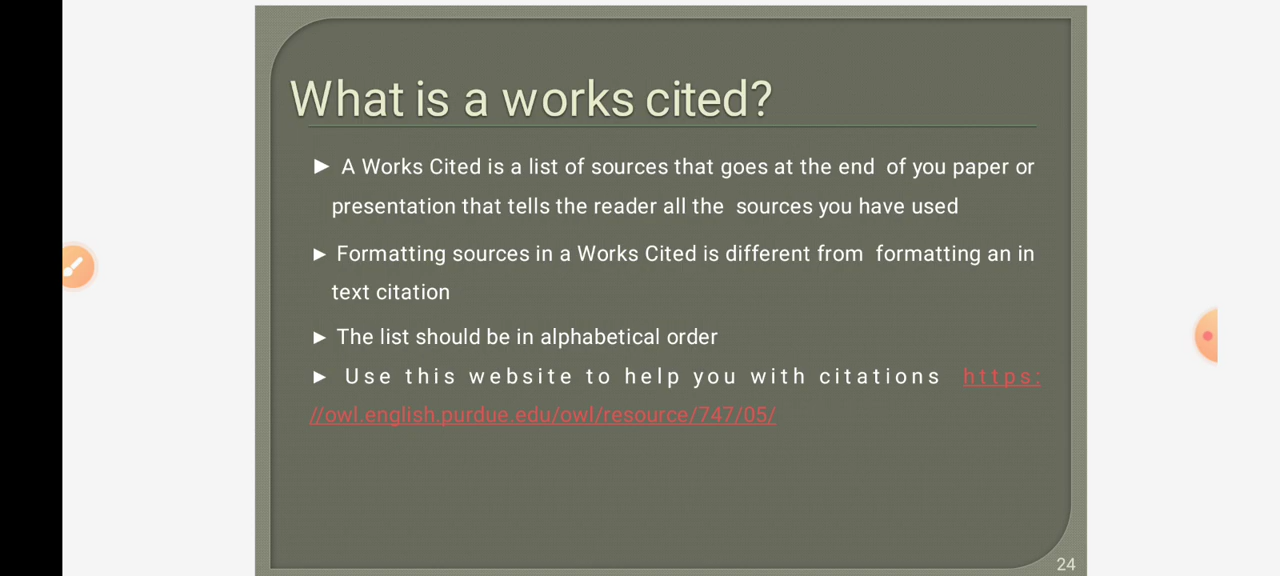 What is a works cited?
► A Works Cited is a list of sources that goes at the end of you paper or
presentation that tells the reader all the sources you have used
► Formatting sources in a Works Cited is different from formatting an in
text citation
► The list should be in alphabetical order
► Use this website to help you with citations https:
//owl.english.purdue.edu/owl/resource/747/05/
24